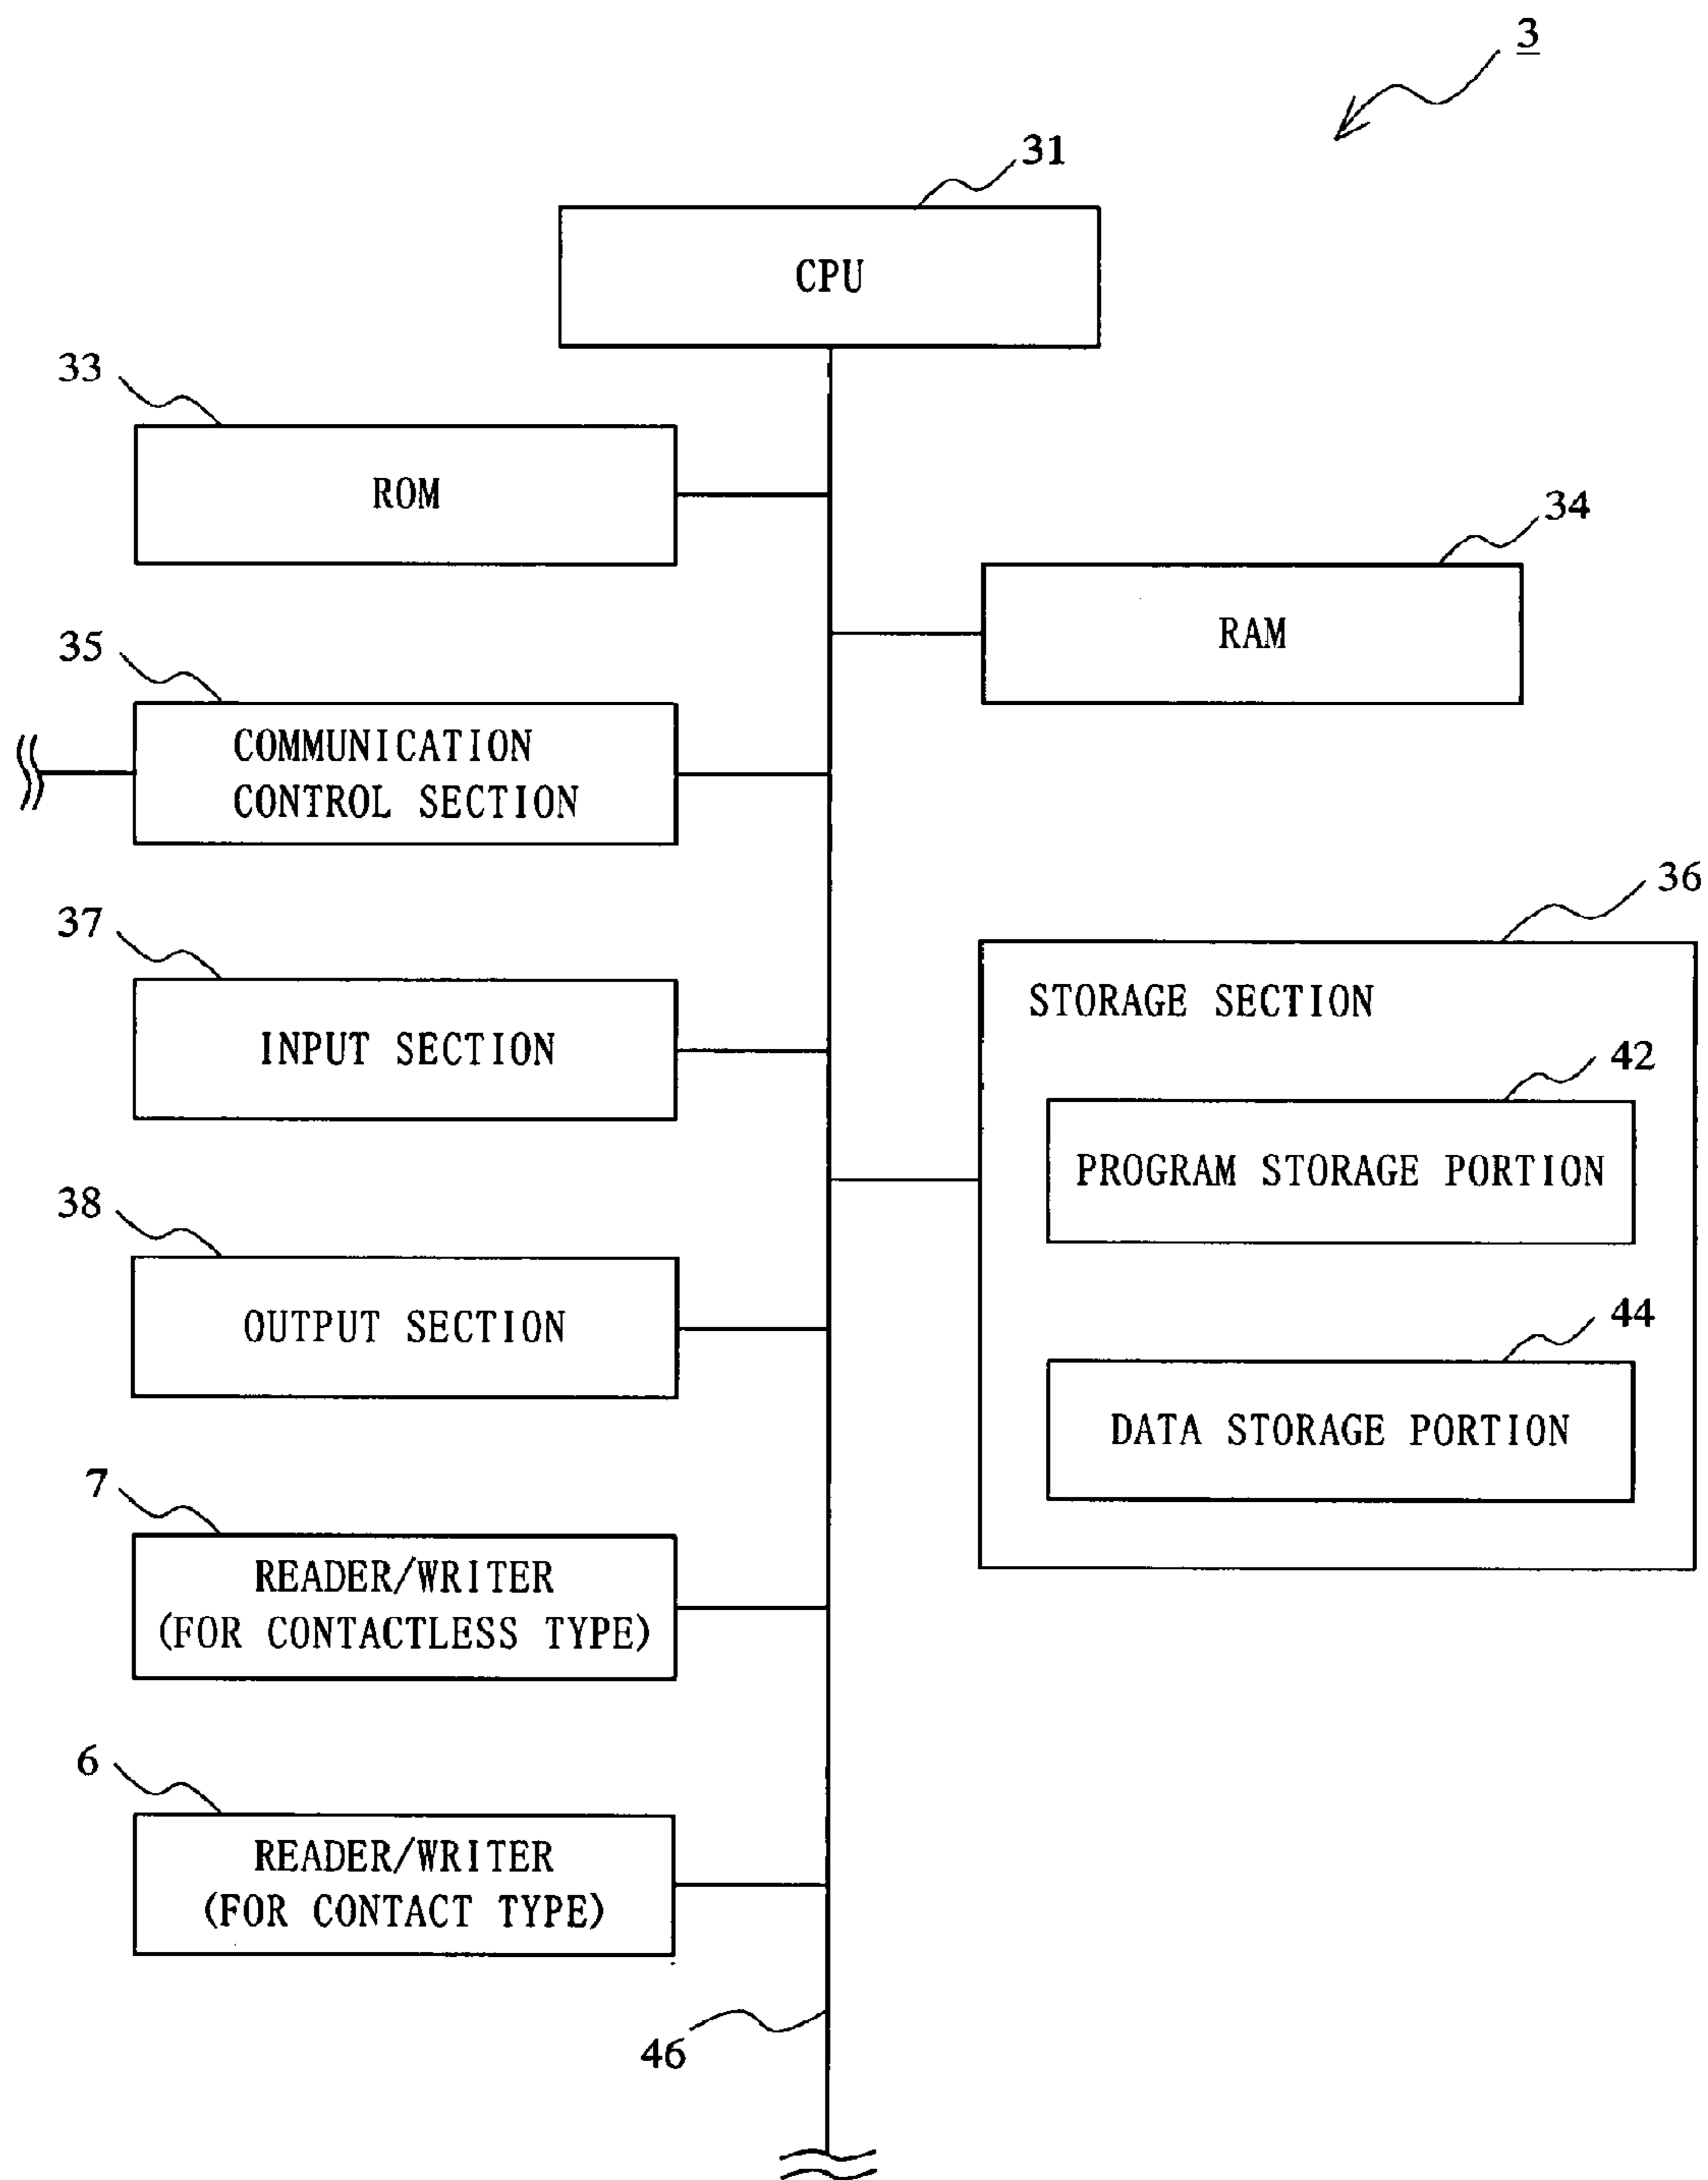 3
31
CPU
33
ROM
34
RAM
35
COMMUNICATION
CONTROL SECTION
36
STORAGE SECTION
37
INPUT SECTION
42
PROGRAM STORAGE PORTION
38
OUTPUT SECTION
44
DATA STORAGE PORTION
7
READER/WRITER
(FOR CONTACTLESS TYPE)
6
READER/WRITER
(FOR CONTACT TYPE)
46